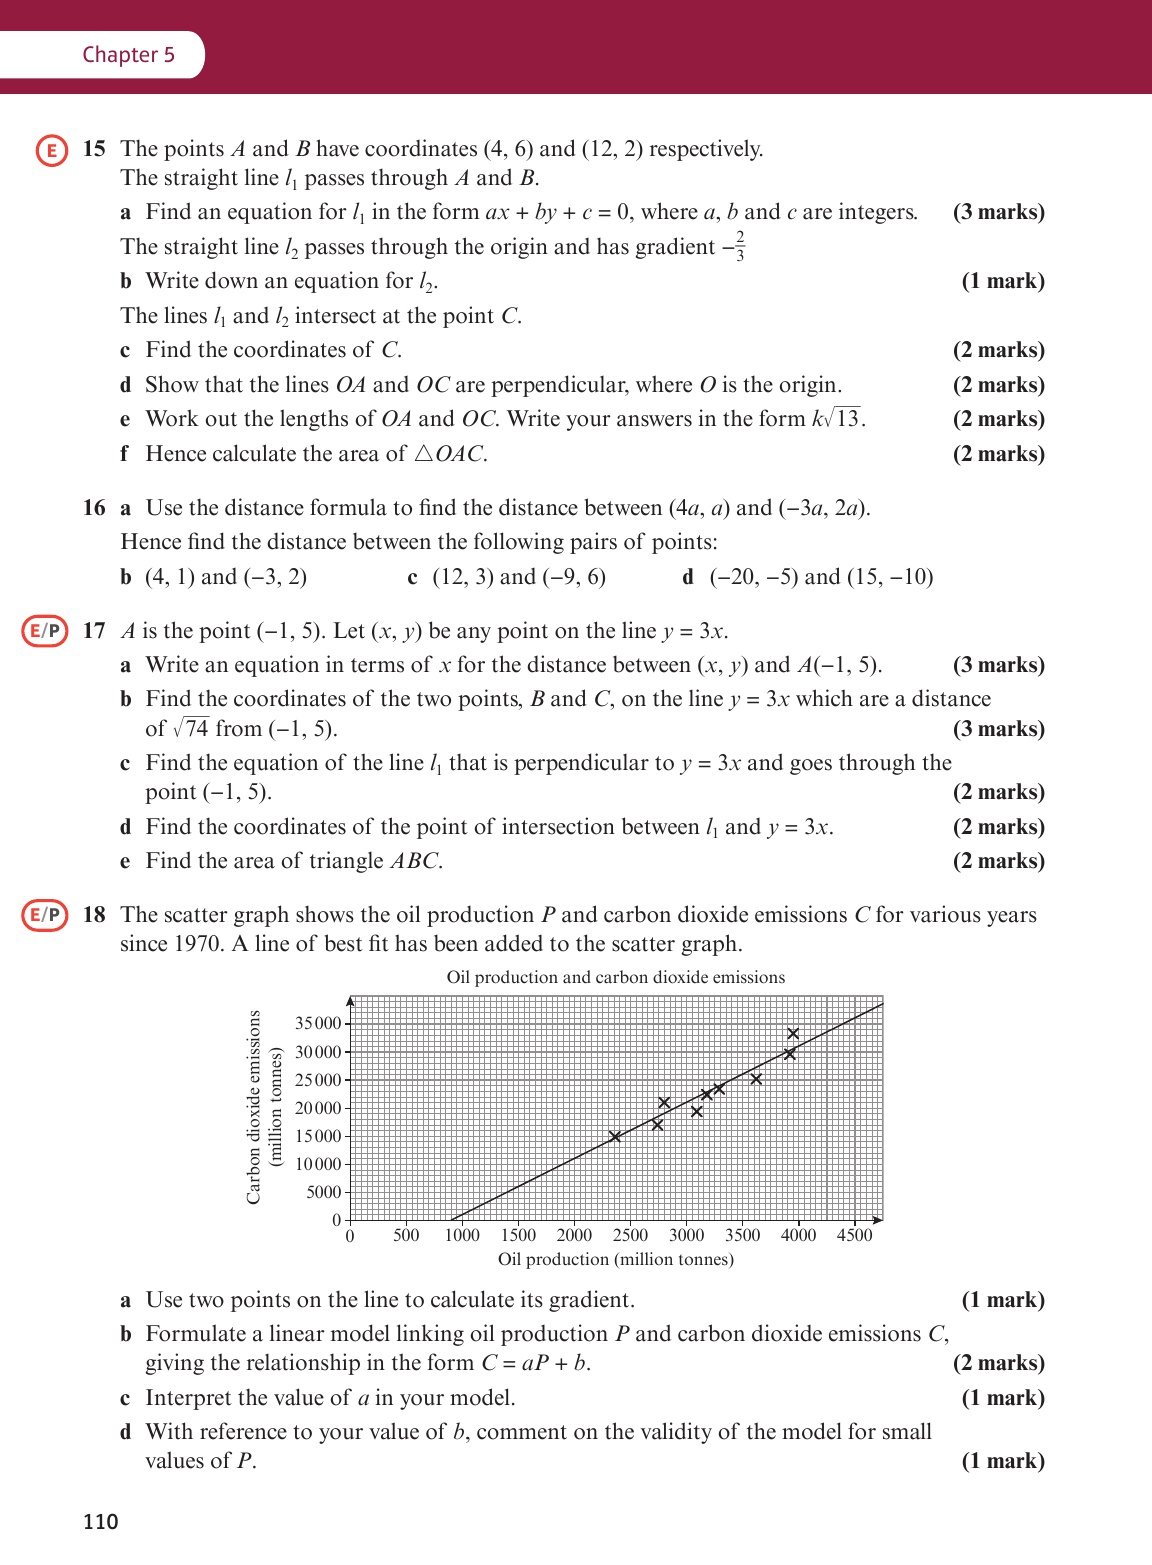 Chapter 5
E 15 The points A and B have coordinates (4, 6) and (12, 2) respectively.
The straight line l₁ passes through A and B.
a Find an equation for l₁ in the form ax + by + c = 0, where a, b and c are integers. (3 marks)
The straight line l₂ passes through the origin and has gradient −2/3
b Write down an equation for l₂. (1 mark)
The lines l₁ and l₂ intersect at the point C.
c Find the coordinates of C. (2 marks)
d Show that the lines OA and OC are perpendicular, where O is the origin. (2 marks)
e Work out the lengths of OA and OC. Write your answers in the form k√13. (2 marks)
f Hence calculate the area of △OAC. (2 marks)
16 a Use the distance formula to find the distance between (4a, a) and (−3a, 2a).
Hence find the distance between the following pairs of points:
b (4, 1) and (−3, 2) c (12, 3) and (−9, 6) d (−20, −5) and (15, −10)
E/P 17 A is the point (−1, 5). Let (x, y) be any point on the line y = 3x.
a Write an equation in terms of x for the distance between (x, y) and A(−1, 5). (3 marks)
b Find the coordinates of the two points, B and C, on the line y = 3x which are a distance
of √74 from (−1, 5). (3 marks)
c Find the equation of the line l₁ that is perpendicular to y = 3x and goes through the
point (−1, 5). (2 marks)
d Find the coordinates of the point of intersection between l₁ and y = 3x. (2 marks)
e Find the area of triangle ABC. (2 marks)
E/P 18 The scatter graph shows the oil production P and carbon dioxide emissions C for various years
since 1970. A line of best fit has been added to the scatter graph.
Oil production and carbon dioxide emissions
Carbon dioxide emissions
(million tonnes)
35 000
30 000
25 000
20 000
15 000
10 000
5000
0
0 500 1000 1500 2000 2500 3000 3500 4000 4500
Oil production (million tonnes)
a Use two points on the line to calculate its gradient. (1 mark)
b Formulate a linear model linking oil production P and carbon dioxide emissions C,
giving the relationship in the form C = aP + b. (2 marks)
c Interpret the value of a in your model. (1 mark)
d With reference to your value of b, comment on the validity of the model for small
values of P. (1 mark)
110